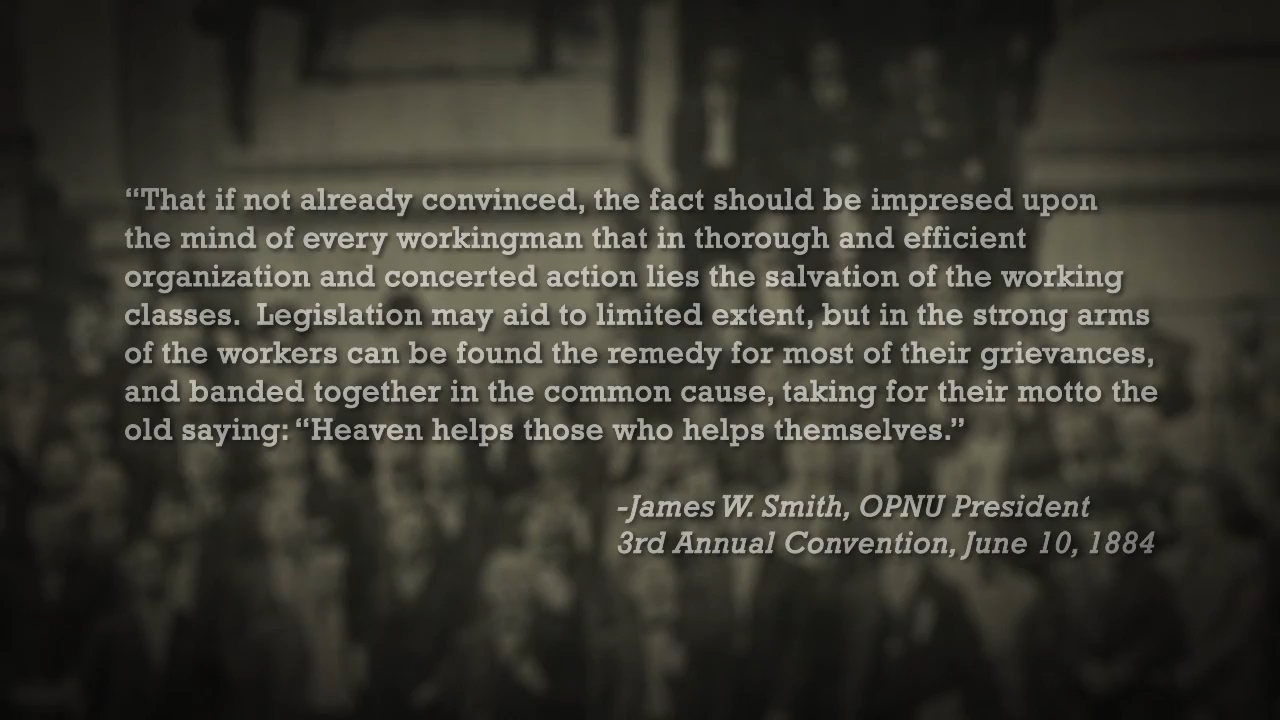 “That if not already convinced, the fact should be impresed upon
the mind of every workingman that in thorough and efficient
organization and concerted action lies the salvation of the working
classes.  Legislation may aid to limited extent, but in the strong arms
of the workers can be found the remedy for most of their grievances,
and banded together in the common cause, taking for their motto the
old saying: “Heaven helps those who helps themselves.”
-James W. Smith, OPNU President
3rd Annual Convention, June 10, 1884